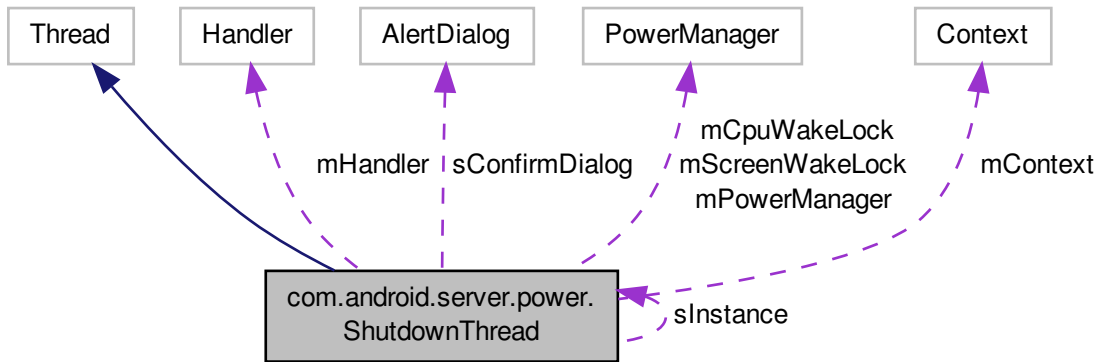 Thread
Handler
AlertDialog
PowerManager
Context
mCpuWakeLock
mHandler
sConfirmDialog
mScreenWakeLock
mContext
mPowerManager
com.android.server.power.
ShutdownThread
sInstance